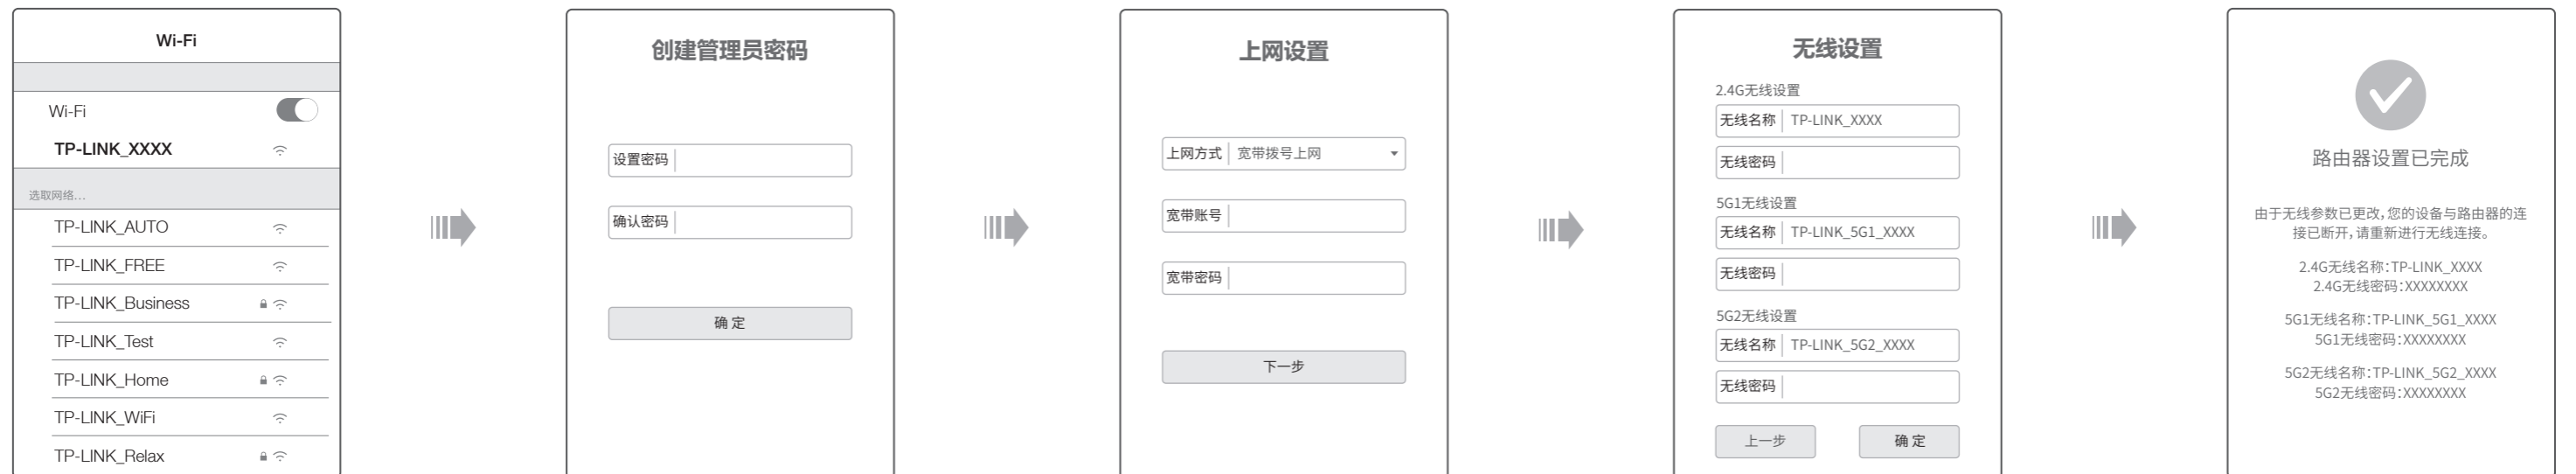 Wi-Fi
Wi-Fi
TP-LINK_XXXX
选取网络...
TP-LINK_AUTO
TP-LINK_FREE
TP-LINK_Business
TP-LINK_Test
TP-LINK_Home
TP-LINK_WiFi
TP-LINK_Relax
创建管理员密码
设置密码
确认密码
确 定
上网设置
上网方式 宽带拨号上网
宽带账号
宽带密码
下一步
无线设置
2.4G无线设置
无线名称 TP-LINK_XXXX
无线密码
5G1无线设置
无线名称 TP-LINK_5G1_XXXX
无线密码
5G2无线设置
无线名称 TP-LINK_5G2_XXXX
无线密码
上一步 确 定
路由器设置已完成
由于无线参数已更改,您的设备与路由器的连
接已断开,请重新进行无线连接。
2.4G无线名称:TP-LINK_XXXX
2.4G无线密码:XXXXXXXX
5G1无线名称:TP-LINK_5G1_XXXX
5G1无线密码:XXXXXXXX
5G2无线名称:TP-LINK_5G2_XXXX
5G2无线密码:XXXXXXXX